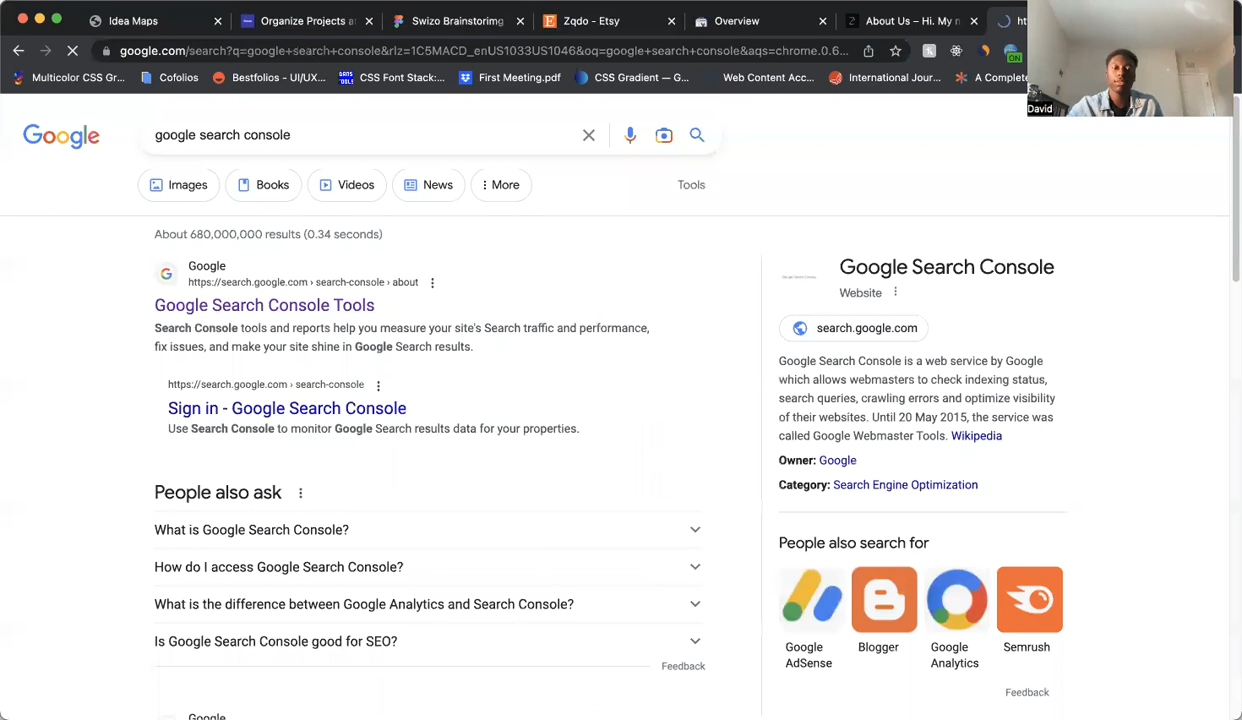 Idea Maps
Organize Projects a
Swizo Brainstoring
Zqdo - Etsy
Overview
About Us – Hi. My n
google.com/search?q=google+search+console&rlz=1C5MACD_enUS1033US1046&oq=google+search+console&aqs=chrome.0.6...
ON
Multicolor CSS Gr...
Cofolios
Bestfolios - UI/UX...
CSS Font Stack:...
First Meeting.pdf
CSS Gradient — G...
Web Content Acc...
International Jour...
A Complete
David
Google
google search console
Images
Books
Videos
News
More
Tools
About 680,000,000 results (0.34 seconds)
Google
https://search.google.com › search-console › about
Google Search Console Tools
Search Console tools and reports help you measure your site's Search traffic and performance,
fix issues, and make your site shine in Google Search results.
https://search.google.com › search-console
Sign in - Google Search Console
Use Search Console to monitor Google Search results data for your properties.
People also ask
What is Google Search Console?
How do I access Google Search Console?
What is the difference between Google Analytics and Search Console?
Is Google Search Console good for SEO?
Feedback
Google
Google Search Console
Website
search.google.com
Google Search Console is a web service by Google
which allows webmasters to check indexing status,
search queries, crawling errors and optimize visibility
of their websites. Until 20 May 2015, the service was
called Google Webmaster Tools. Wikipedia
Owner: Google
Category: Search Engine Optimization
People also search for
Google
AdSense
Blogger
Google
Analytics
Semrush
Feedback